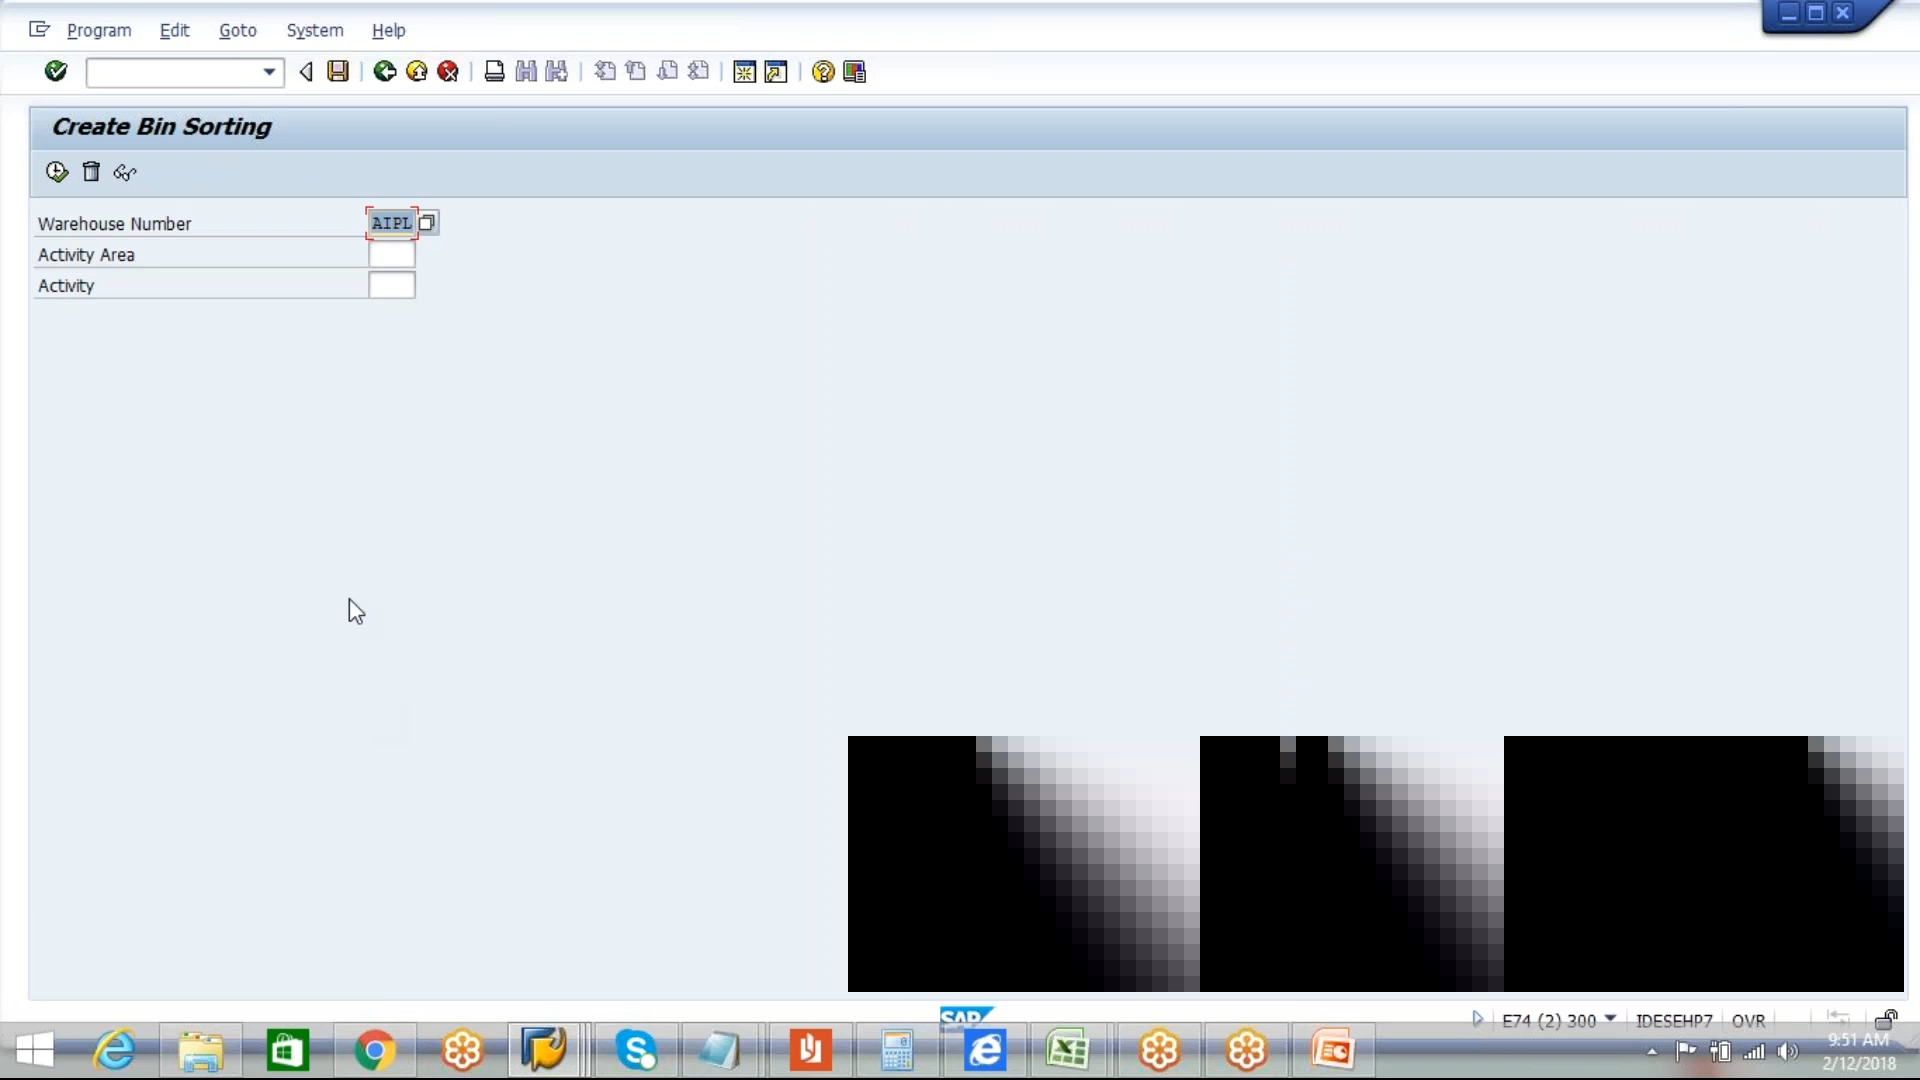 Program Edit Goto System Help
Create Bin Sorting
Warehouse Number AIPL
Activity Area
Activity
SAP
E74 (2) 300 IDESEHP7 OVR
9:51 AM
2/12/2018